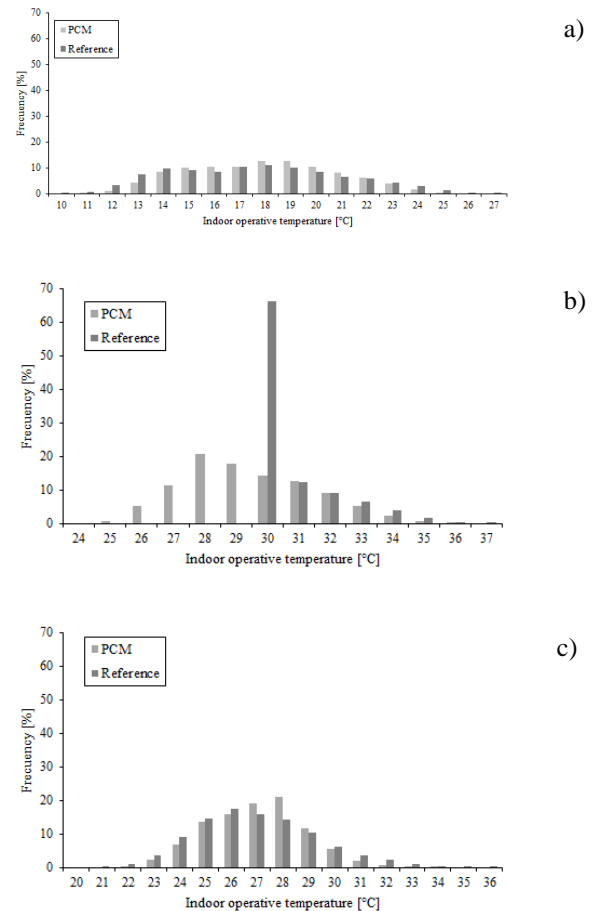 a)
70
PCM
Reference
60
50
40
30
20
10
0
Frecuency [%]
10 11 12 13 14 15 16 17 18 19 20 21 22 23 24 25 26 27
Indoor operative temperature [°C]
b)
70
PCM
Reference
60
50
40
30
20
10
0
Frecuency [%]
24 25 26 27 28 29 30 31 32 33 34 35 36 37
Indoor operative temperature [°C]
c)
70
PCM
Reference
60
50
40
30
20
10
0
Frecuency [%]
20 21 22 23 24 25 26 27 28 29 30 31 32 33 34 35 36
Indoor operative temperature [°C]